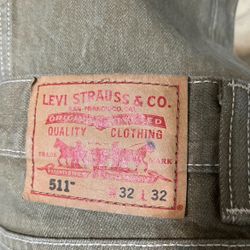 LEVI STRAUSS & CO.
SAN FRANCISCO, CAL.
ORIGINAL RIVETED
QUALITY CLOTHING
TRADE MARK
511™ W 32 L 32